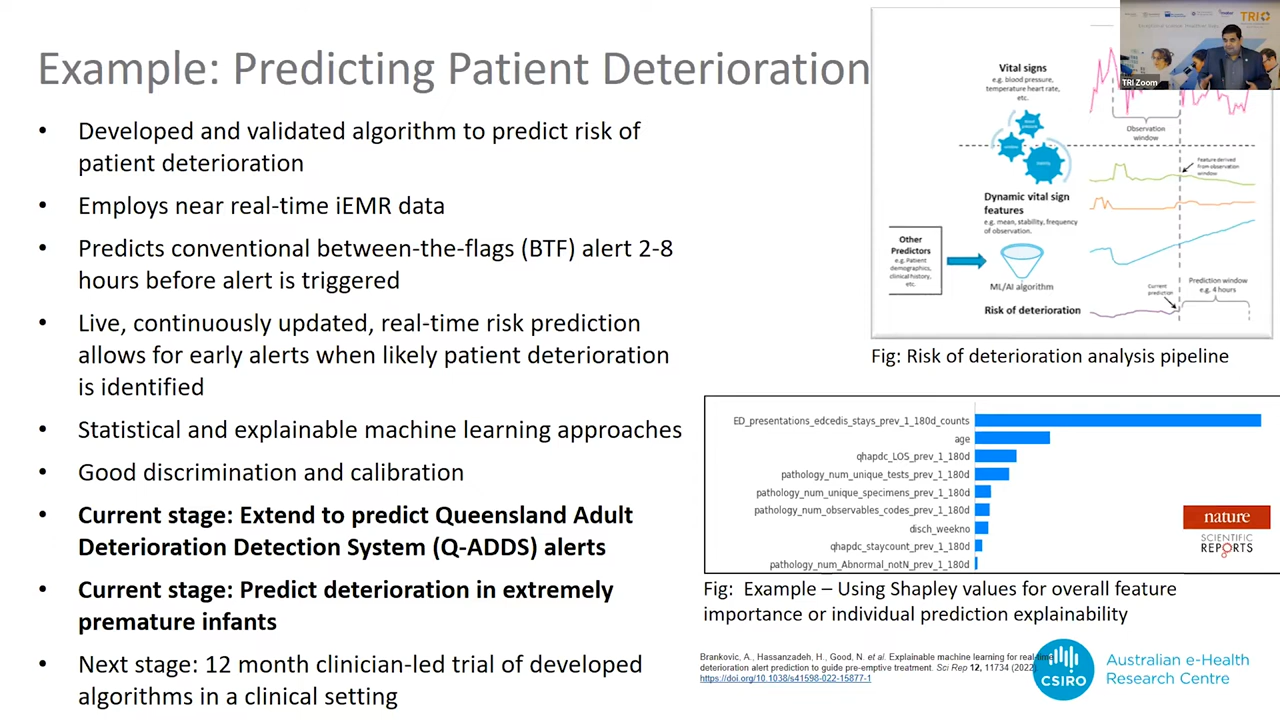 Example: Predicting Patient Deterioration
• Developed and validated algorithm to predict risk of
patient deterioration
• Employs near real-time iEMR data
• Predicts conventional between-the-flags (BTF) alert 2-8
hours before alert is triggered
• Live, continuously updated, real-time risk prediction
allows for early alerts when likely patient deterioration
is identified
• Statistical and explainable machine learning approaches
• Good discrimination and calibration
• Current stage: Extend to predict Queensland Adult
Deterioration Detection System (Q-ADDS) alerts
• Current stage: Predict deterioration in extremely
premature infants
• Next stage: 12 month clinician-led trial of developed
algorithms in a clinical setting
TRI
TRI Zoom
Vital signs
e.g. blood pressure,
temperature heart rate,
etc.
Observation
window
Feature derived
from observation
window
Dynamic vital sign
features
e.g. mean, stability, frequency
of observation.
Other
Predictors
e.g. Patient
demographics,
clinical history,
etc.
ML/AI algorithm
Prediction window
e.g. 4 hours
Current
prediction
Risk of deterioration
Fig: Risk of deterioration analysis pipeline
ED_presentations_edcedis_stays_prev_1_180d_counts
age
qhapdc_LOS_prev_1_180d
pathology_num_unique_tests_prev_1_180d
pathology_num_unique_specimens_prev_1_180d
pathology_num_observables_codes_prev_1_180d
disch_weekno
qhapdc_staycount_prev_1_180d
pathology_num_Abnormal_notN_prev_1_180d
nature
SCIENTIFIC
REPORTS
Fig: Example – Using Shapley values for overall feature
importance or individual prediction explainability
Brankovic, A., Hassanzadeh, H., Good, N. et al. Explainable machine learning for real-time
deterioration alert prediction to guide pre-emptive treatment. Sci Rep 12, 11734 (2022).
https://doi.org/10.1038/s41598-022-15877-1
CSIRO
Australian e-Health
Research Centre